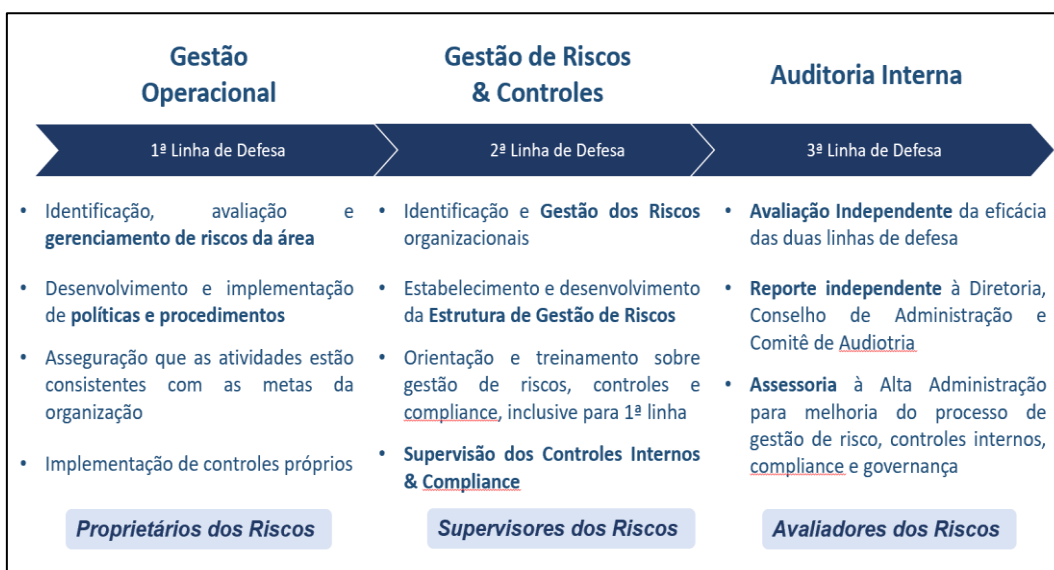 Gestão
Operacional
Gestão de Riscos
& Controles
Auditoria Interna
1ª Linha de Defesa
2ª Linha de Defesa
3ª Linha de Defesa
• Identificação, avaliação e
gerenciamento de riscos da área
• Desenvolvimento e implementação
de políticas e procedimentos
• Asseguração que as atividades estão
consistentes com as metas da
organização
• Implementação de controles próprios
Proprietários dos Riscos
• Identificação e Gestão dos Riscos
organizacionais
• Estabelecimento e desenvolvimento
da Estrutura de Gestão de Riscos
• Orientação e treinamento sobre
gestão de riscos, controles e
compliance, inclusive para 1ª linha
• Supervisão dos Controles Internos
& Compliance
Supervisores dos Riscos
• Avaliação Independente da eficácia
das duas linhas de defesa
• Reporte independente à Diretoria,
Conselho de Administração e
Comitê de Audiotria
• Assessoria à Alta Administração
para melhoria do processo de
gestão de risco, controles internos,
compliance e governança
Avaliadores dos Riscos